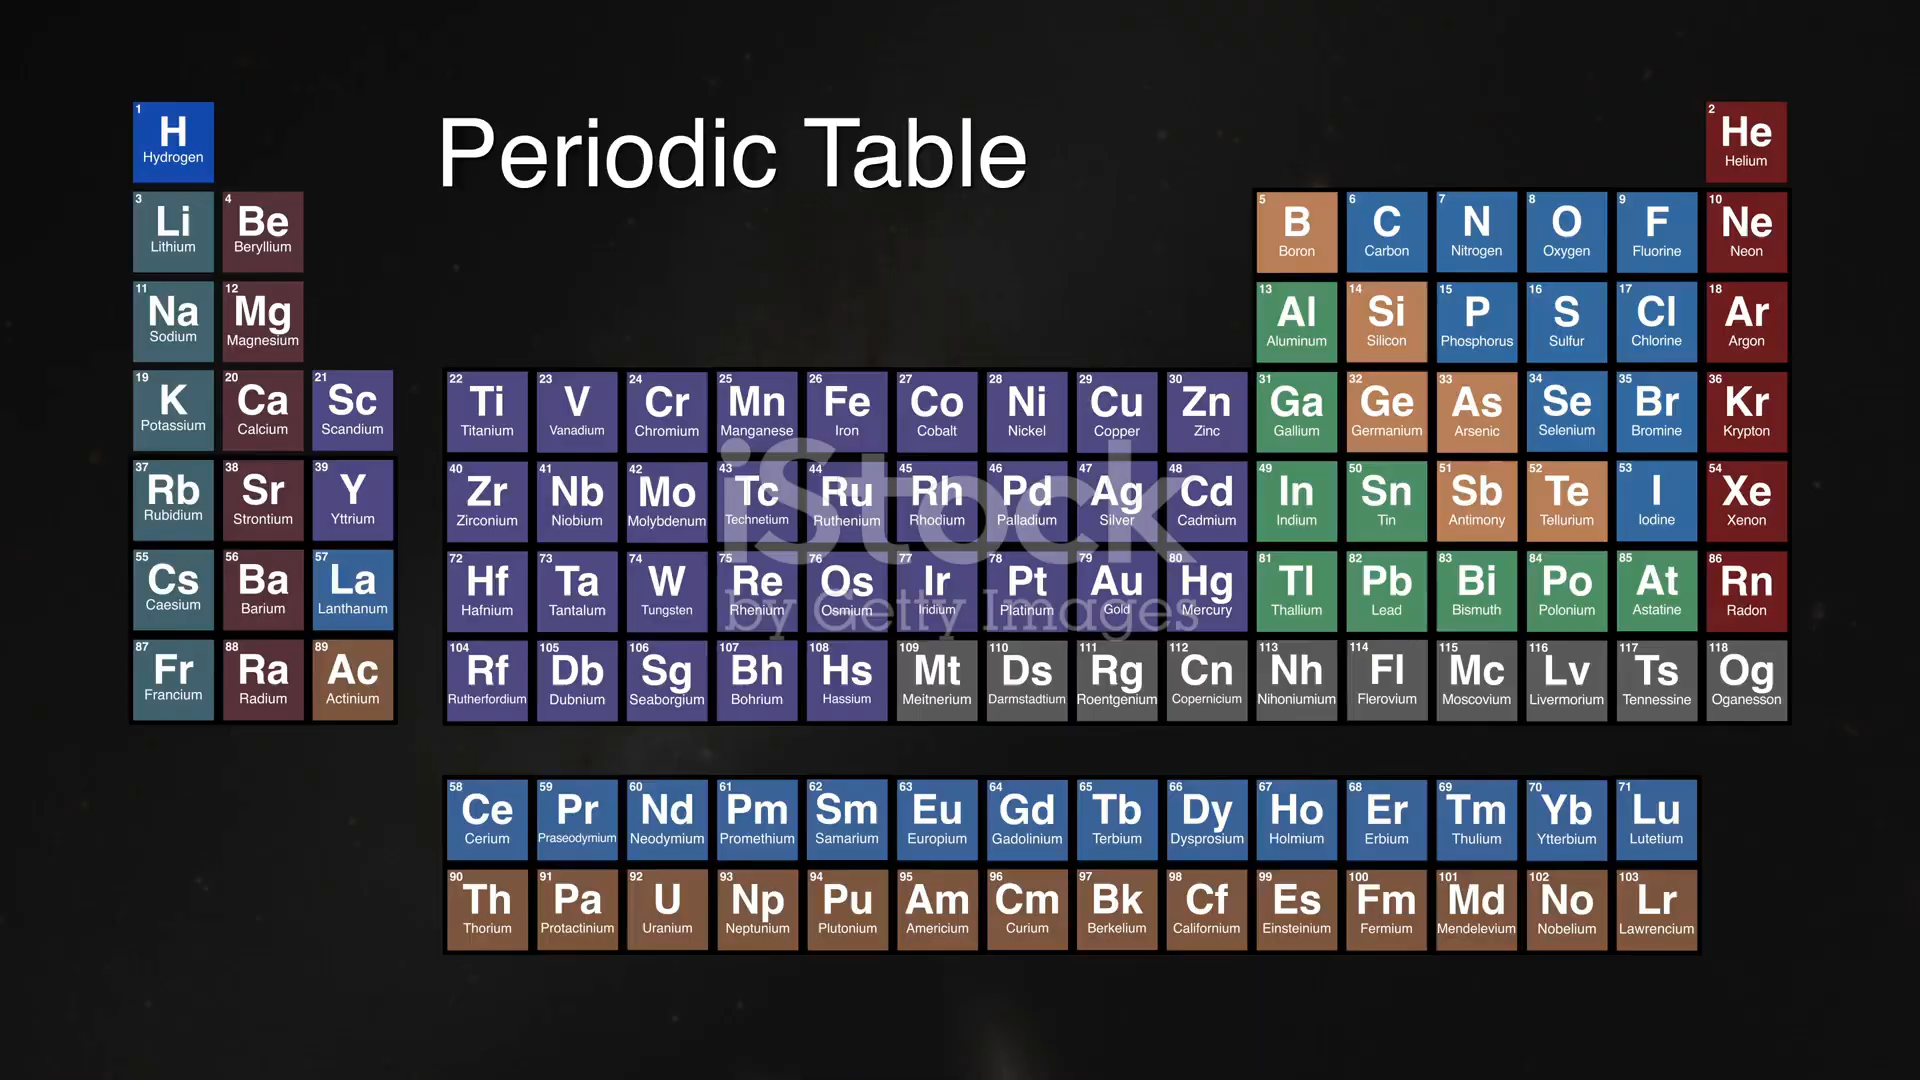 Periodic Table
1 H Hydrogen
2 He Helium
3 Li Lithium
4 Be Beryllium
5 B Boron
6 C Carbon
7 N Nitrogen
8 O Oxygen
9 F Fluorine
10 Ne Neon
11 Na Sodium
12 Mg Magnesium
13 Al Aluminum
14 Si Silicon
15 P Phosphorus
16 S Sulfur
17 Cl Chlorine
18 Ar Argon
19 K Potassium
20 Ca Calcium
21 Sc Scandium
22 Ti Titanium
23 V Vanadium
24 Cr Chromium
25 Mn Manganese
26 Fe Iron
27 Co Cobalt
28 Ni Nickel
29 Cu Copper
30 Zn Zinc
31 Ga Gallium
32 Ge Germanium
33 As Arsenic
34 Se Selenium
35 Br Bromine
36 Kr Krypton
37 Rb Rubidium
38 Sr Strontium
39 Y Yttrium
40 Zr Zirconium
41 Nb Niobium
42 Mo Molybdenum
43 Tc Technetium
44 Ru Ruthenium
45 Rh Rhodium
46 Pd Palladium
47 Ag Silver
48 Cd Cadmium
49 In Indium
50 Sn Tin
51 Sb Antimony
52 Te Tellurium
53 I Iodine
54 Xe Xenon
55 Cs Caesium
56 Ba Barium
57 La Lanthanum
72 Hf Hafnium
73 Ta Tantalum
74 W Tungsten
75 Re Rhenium
76 Os Osmium
77 Ir Iridium
78 Pt Platinum
79 Au Gold
80 Hg Mercury
81 Tl Thallium
82 Pb Lead
83 Bi Bismuth
84 Po Polonium
85 At Astatine
86 Rn Radon
87 Fr Francium
88 Ra Radium
89 Ac Actinium
104 Rf Rutherfordium
105 Db Dubnium
106 Sg Seaborgium
107 Bh Bohrium
108 Hs Hassium
109 Mt Meitnerium
110 Ds Darmstadtium
111 Rg Roentgenium
112 Cn Copernicium
113 Nh Nihoniumium
114 Fl Flerovium
115 Mc Moscovium
116 Lv Livermorium
117 Ts Tennessine
118 Og Oganesson
58 Ce Cerium
59 Pr Praseodymium
60 Nd Neodymium
61 Pm Promethium
62 Sm Samarium
63 Eu Europium
64 Gd Gadolinium
65 Tb Terbium
66 Dy Dysprosium
67 Ho Holmium
68 Er Erbium
69 Tm Thulium
70 Yb Ytterbium
71 Lu Lutetium
90 Th Thorium
91 Pa Protactinium
92 U Uranium
93 Np Neptunium
94 Pu Plutonium
95 Am Americium
96 Cm Curium
97 Bk Berkelium
98 Cf Californium
99 Es Einsteinium
100 Fm Fermium
101 Md Mendelevium
102 No Nobelium
103 Lr Lawrencium
iStock
by Getty Images